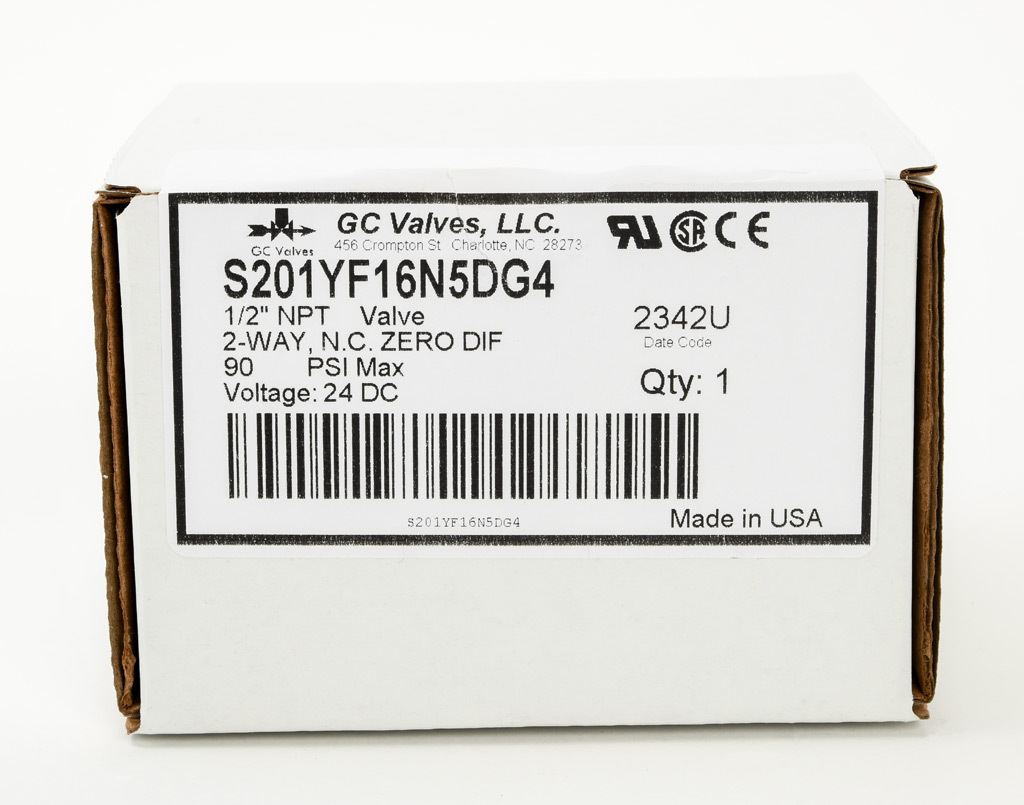 GC Valves
GC Valves, LLC.
456 Crompton St Charlotte, NC 28273
S201YF16N5DG4
1/2" NPT Valve
2-WAY, N.C. ZERO DIF
90 PSI Max
Voltage: 24 DC
2342U
Date Code
Qty: 1
S201YF16N5DG4
Made in USA